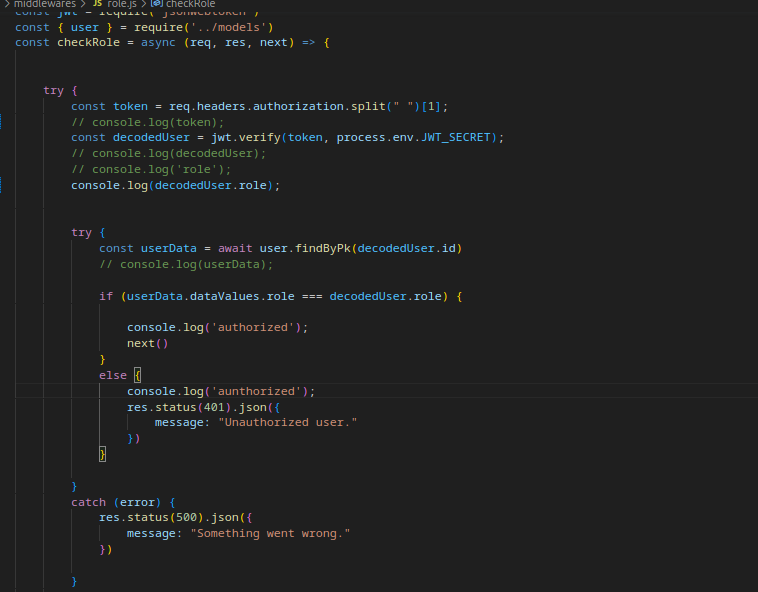 > middlewares > JS role.js > checkRole
const jwt = require('jsonwebtoken')
const { user } = require('../models')
const checkRole = async (req, res, next) => {
try {
const token = req.headers.authorization.split(" ")[1];
// console.log(token);
const decodedUser = jwt.verify(token, process.env.JWT_SECRET);
// console.log(decodedUser);
// console.log('role');
console.log(decodedUser.role);
try {
const userData = await user.findByPk(decodedUser.id)
// console.log(userData);
if (userData.dataValues.role === decodedUser.role) {
console.log('authorized');
next()
}
else {
console.log('aunthorized');
res.status(401).json({
message: "Unauthorized user."
})
}
}
catch (error) {
res.status(500).json({
message: "Something went wrong."
})
}